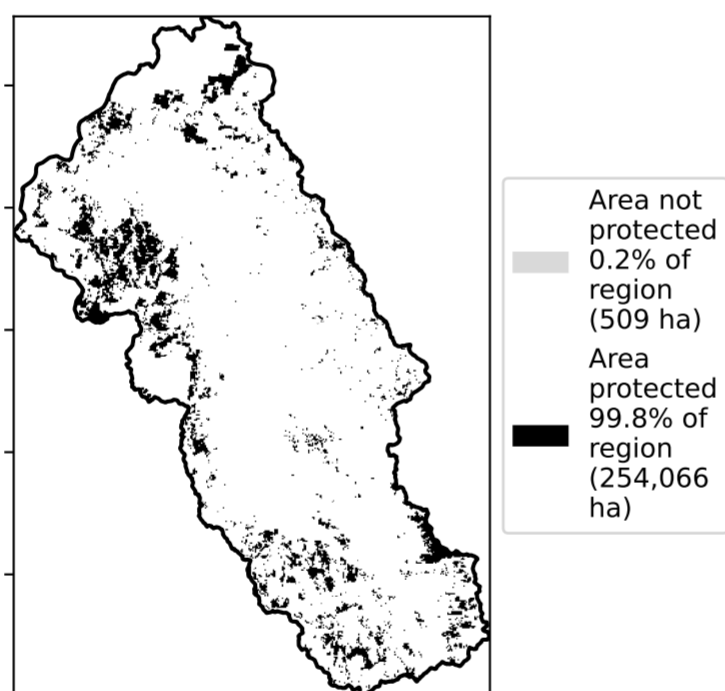 Area not
protected
0.2% of
region
(509 ha)
Area
protected
99.8% of
region
(254,066
ha)